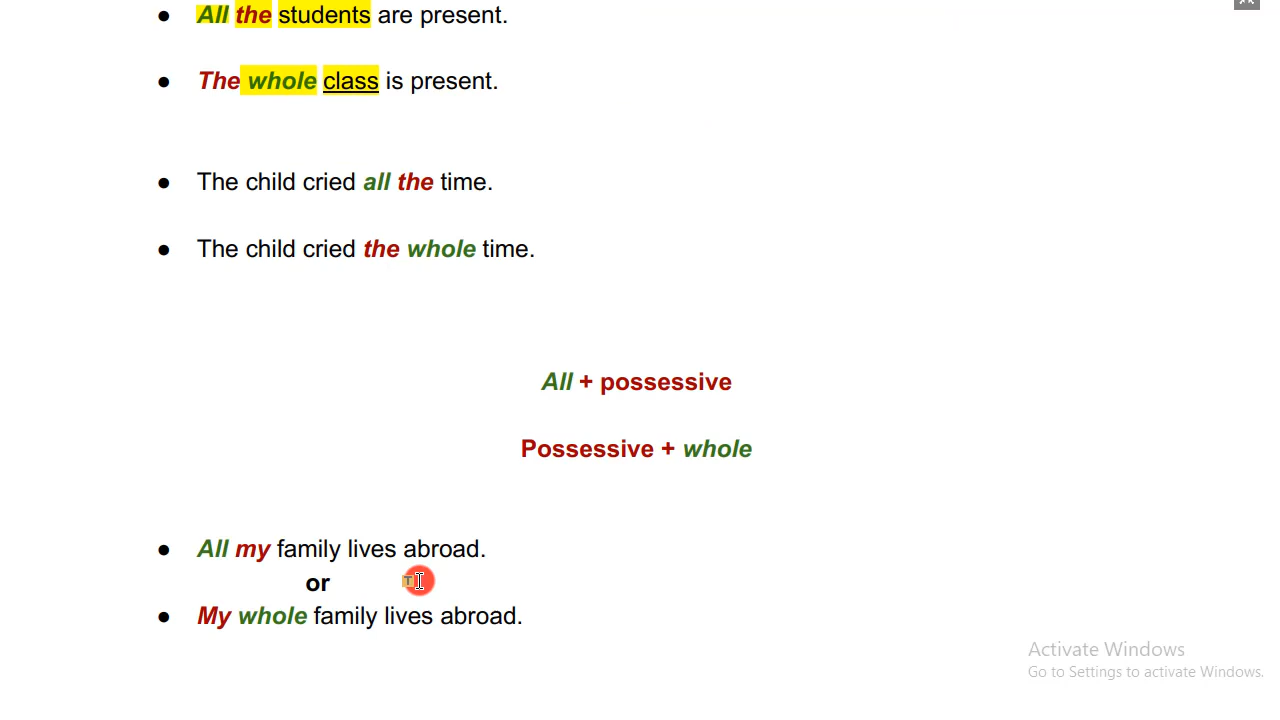 ● All the students are present.
● The whole class is present.
● The child cried all the time.
● The child cried the whole time.
All + possessive
Possessive + whole
● All my family lives abroad.
or
T
● My whole family lives abroad.
Activate Windows
Go to Settings to activate Windows.